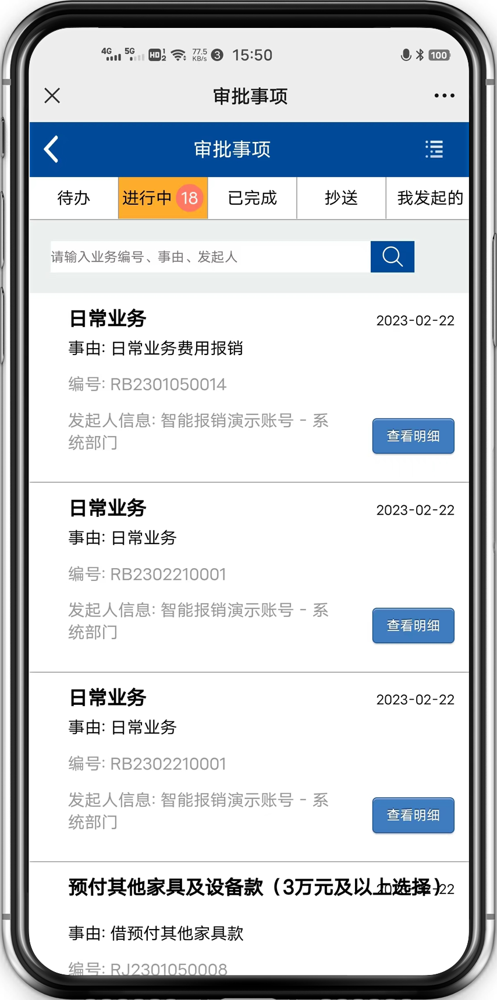 4G 5G HD 1 2 77.5 KB/s 3 15:50 100
审批事项
审批事项
待办 进行中 18 已完成 抄送 我发起的
请输入业务编号、事由、发起人
日常业务 2023-02-22
事由: 日常业务费用报销
编号: RB2301050014
发起人信息: 智能报销演示账号 - 系
统部门
查看明细
日常业务 2023-02-22
事由: 日常业务
编号: RB2302210001
发起人信息: 智能报销演示账号 - 系
统部门
查看明细
日常业务 2023-02-22
事由: 日常业务
编号: RB2302210001
发起人信息: 智能报销演示账号 - 系
统部门
查看明细
预付其他家具及设备款（3万元及以上选择） 2023-02-22
事由: 借预付其他家具款
编号: RJ2301050008